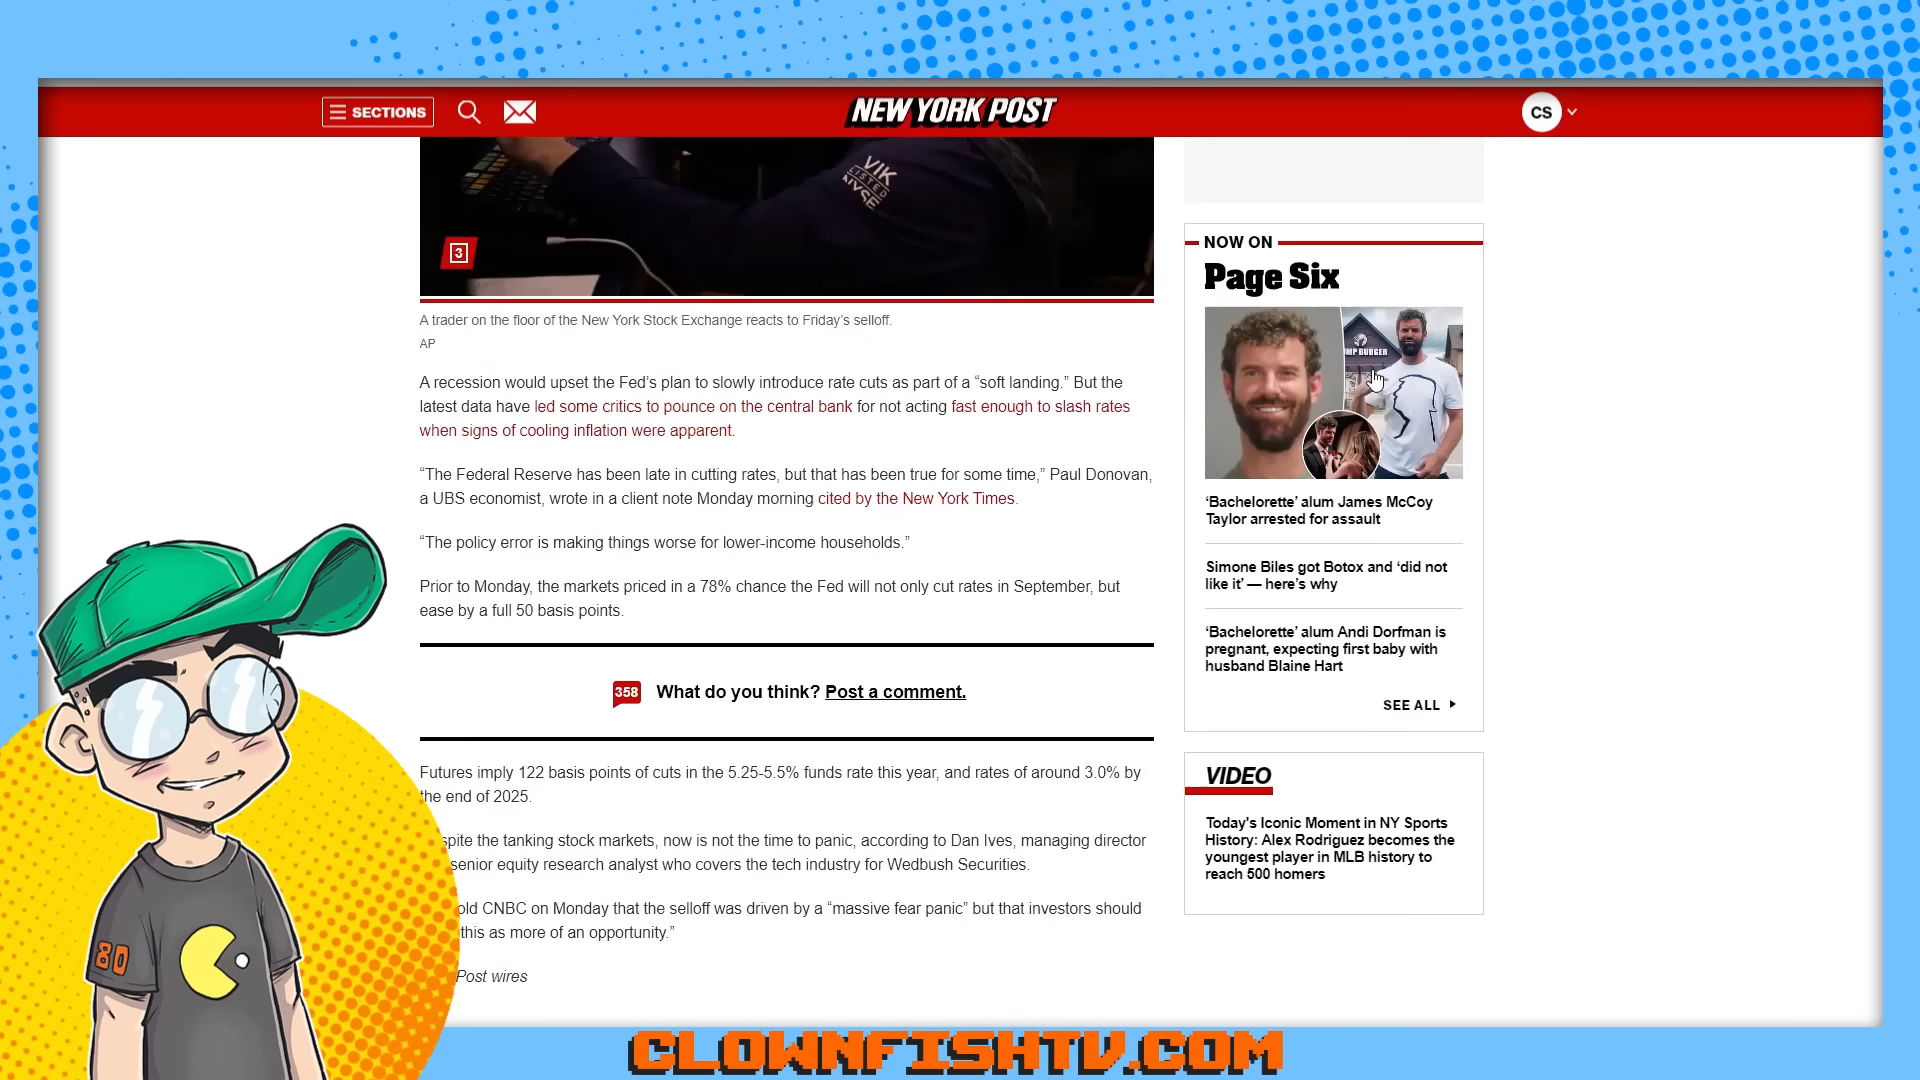 SECTIONS
NEW YORK POST
CS
VIK
LISTED
NYSE
3
A trader on the floor of the New York Stock Exchange reacts to Friday’s selloff.
AP
A recession would upset the Fed’s plan to slowly introduce rate cuts as part of a “soft landing.” But the
latest data have led some critics to pounce on the central bank for not acting fast enough to slash rates
when signs of cooling inflation were apparent.
“The Federal Reserve has been late in cutting rates, but that has been true for some time,” Paul Donovan,
a UBS economist, wrote in a client note Monday morning cited by the New York Times.
“The policy error is making things worse for lower-income households.”
Prior to Monday, the markets priced in a 78% chance the Fed will not only cut rates in September, but
ease by a full 50 basis points.
358 What do you think? Post a comment.
Futures imply 122 basis points of cuts in the 5.25-5.5% funds rate this year, and rates of around 3.0% by
the end of 2025.
spite the tanking stock markets, now is not the time to panic, according to Dan Ives, managing director
senior equity research analyst who covers the tech industry for Wedbush Securities.
old CNBC on Monday that the selloff was driven by a “massive fear panic” but that investors should
this as more of an opportunity.”
Post wires
NOW ON
Page Six
MP BURGER
‘Bachelorette’ alum James McCoy
Taylor arrested for assault
Simone Biles got Botox and ‘did not
like it’ — here’s why
‘Bachelorette’ alum Andi Dorfman is
pregnant, expecting first baby with
husband Blaine Hart
SEE ALL
VIDEO
Today's Iconic Moment in NY Sports
History: Alex Rodriguez becomes the
youngest player in MLB history to
reach 500 homers
80
CLOWNFISHTV.COM